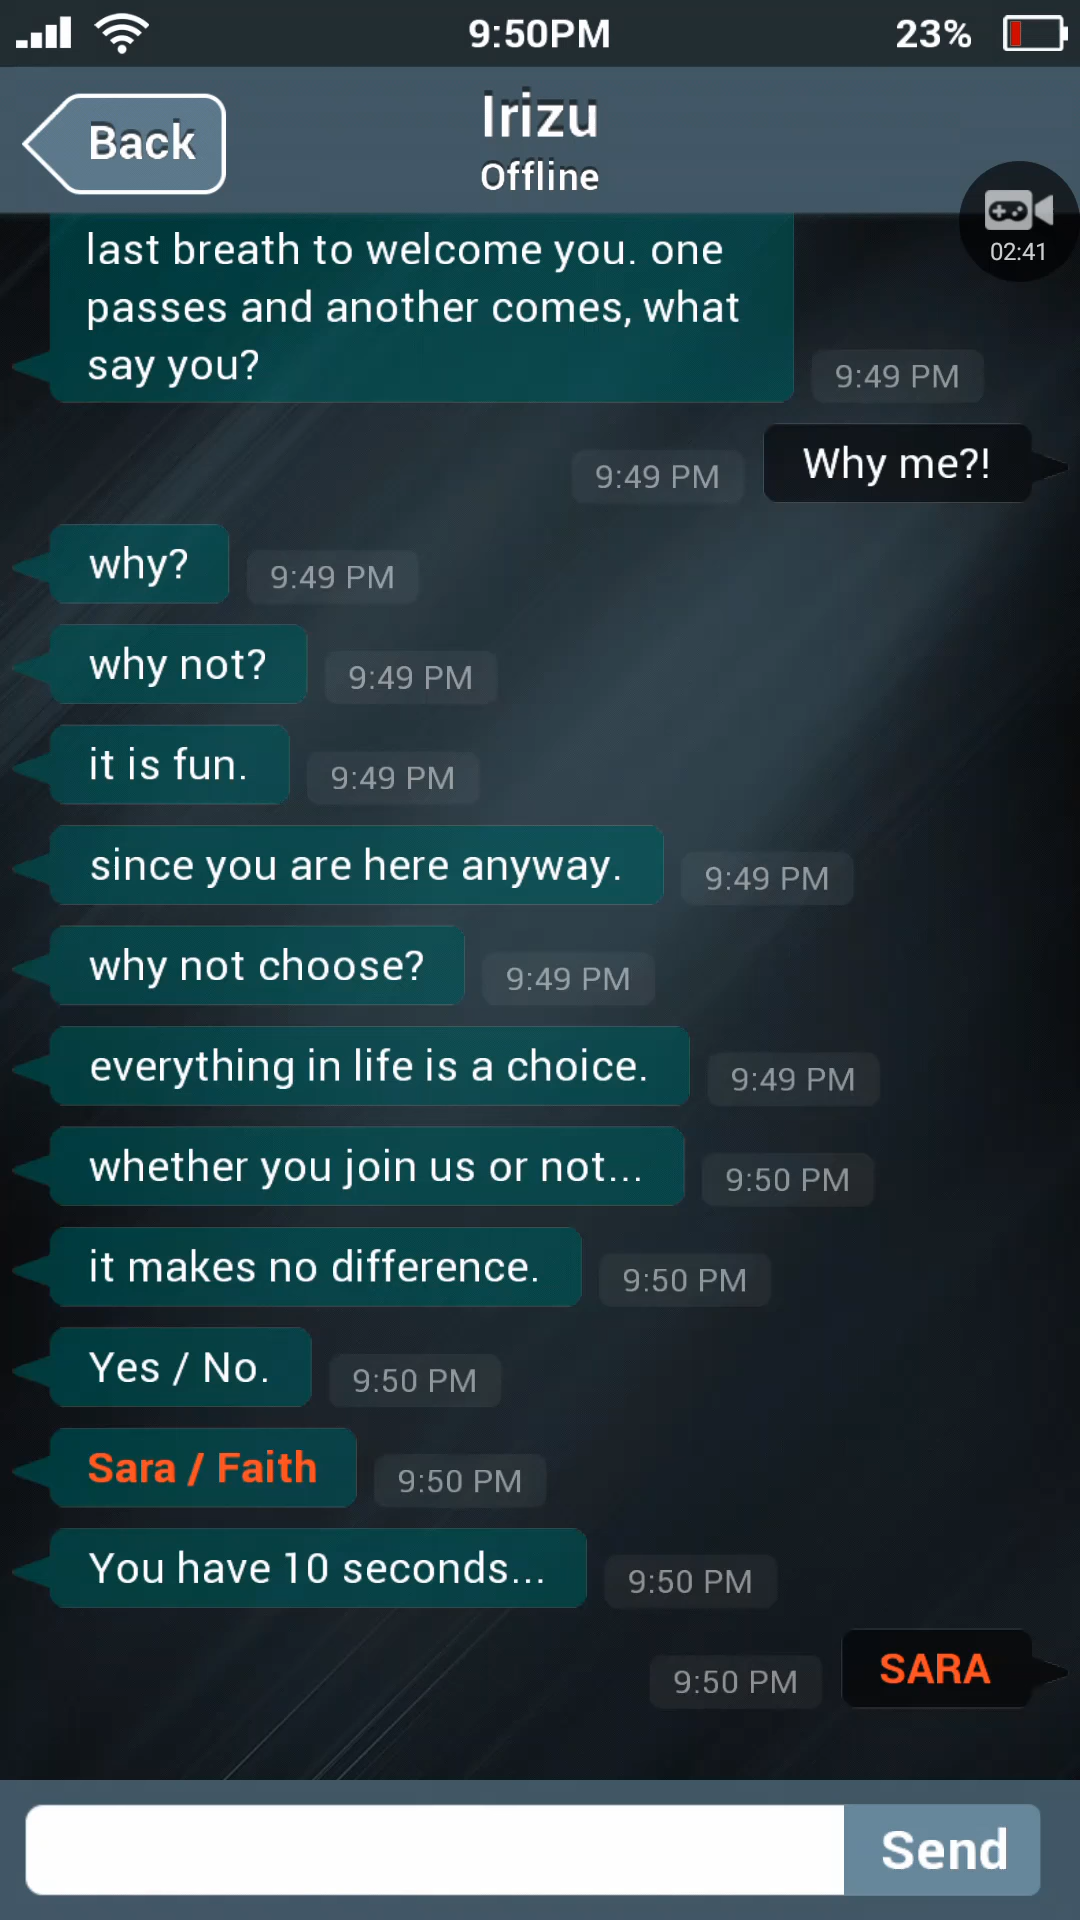 9:50PM
23%
Back
Irizu
Offline
02:41
last breath to welcome you. one
passes and another comes, what
say you?
9:49 PM
9:49 PM
Why me?!
why?
9:49 PM
why not?
9:49 PM
it is fun.
9:49 PM
since you are here anyway.
9:49 PM
why not choose?
9:49 PM
everything in life is a choice.
9:49 PM
whether you join us or not...
9:50 PM
it makes no difference.
9:50 PM
Yes / No.
9:50 PM
Sara / Faith
9:50 PM
You have 10 seconds...
9:50 PM
9:50 PM
SARA
Send